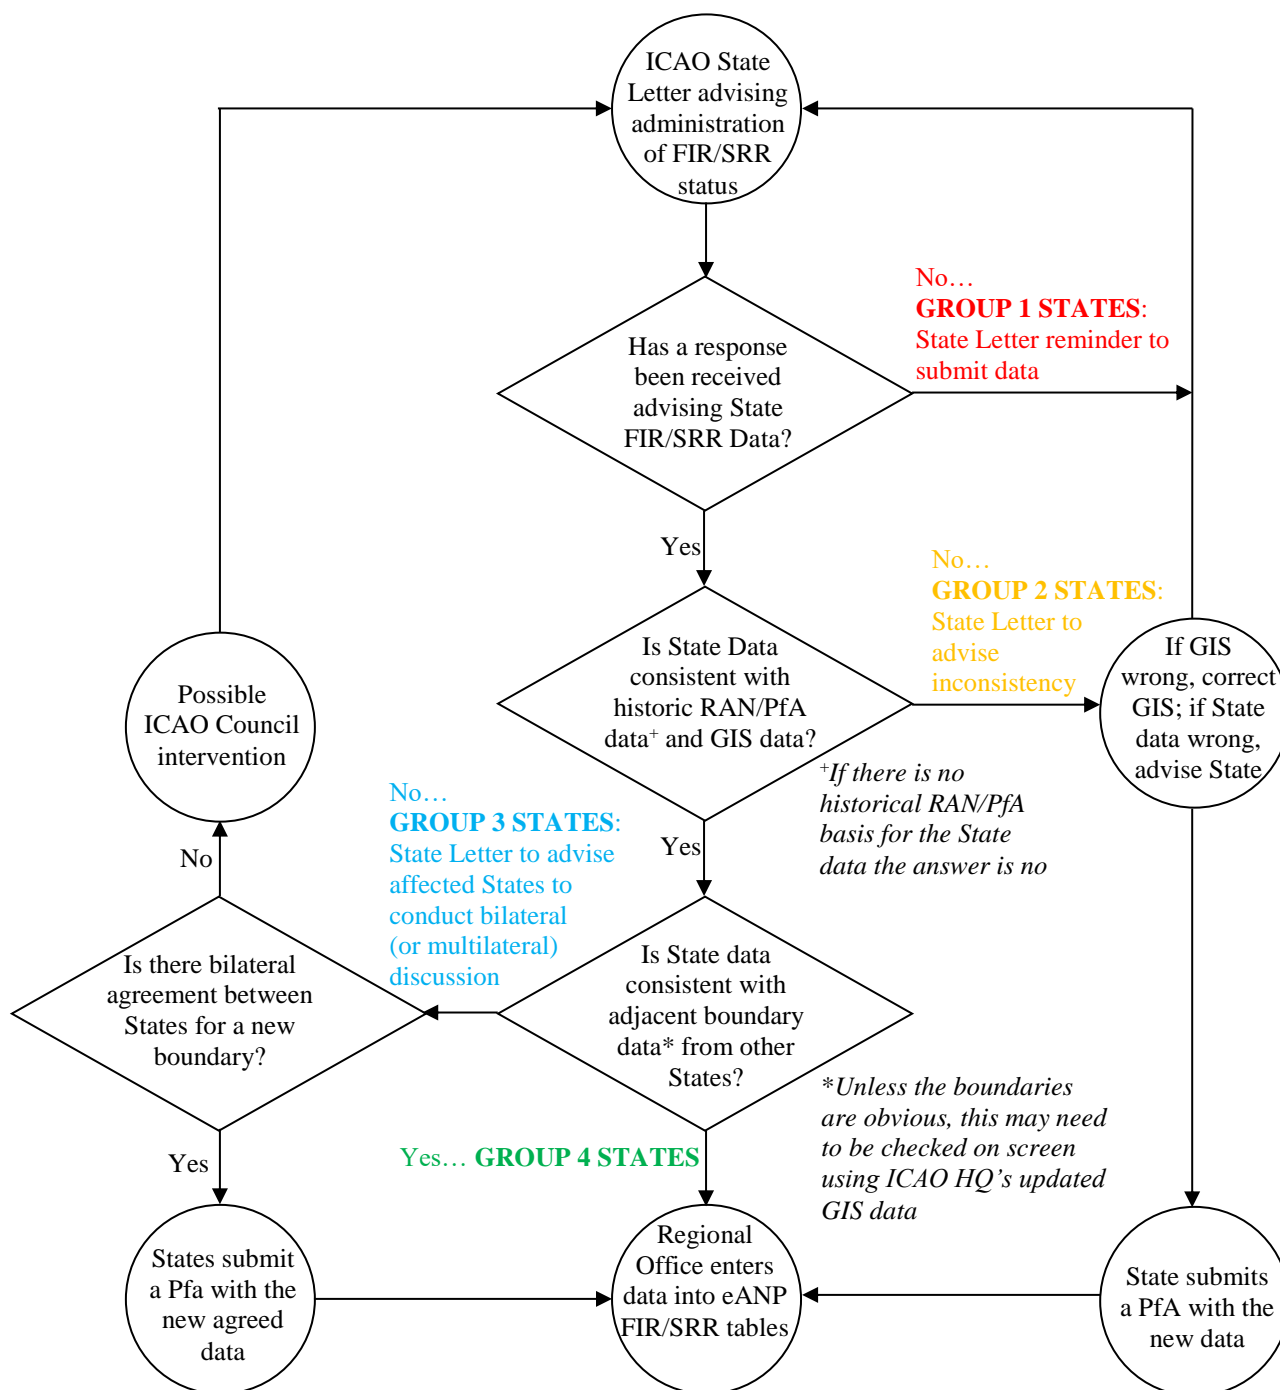 ICAO State
Letter advising
administration
of FIR/SRR
status
No…
GROUP 1 STATES:
State Letter reminder to
submit data
Has a response
been received
advising State
FIR/SRR Data?
Yes
No…
GROUP 2 STATES:
State Letter to
advise
inconsistency
Is State Data
consistent with
historic RAN/PfA
data+ and GIS data?
If GIS
wrong, correct
GIS; if State
data wrong,
advise State
Possible
ICAO Council
intervention
+If there is no
historical RAN/PfA
basis for the State
data the answer is no
No…
GROUP 3 STATES:
State Letter to advise
affected States to
conduct bilateral
(or multilateral)
discussion
Yes
No
Is there bilateral
agreement between
States for a new
boundary?
Is State data
consistent with
adjacent boundary
data* from other
States?
*Unless the boundaries
are obvious, this may need
to be checked on screen
using ICAO HQ’s updated
GIS data
Yes
Yes… GROUP 4 STATES
States submit
a Pfa with the
new agreed
data
Regional
Office enters
data into eANP
FIR/SRR tables
State submits
a PfA with the
new data